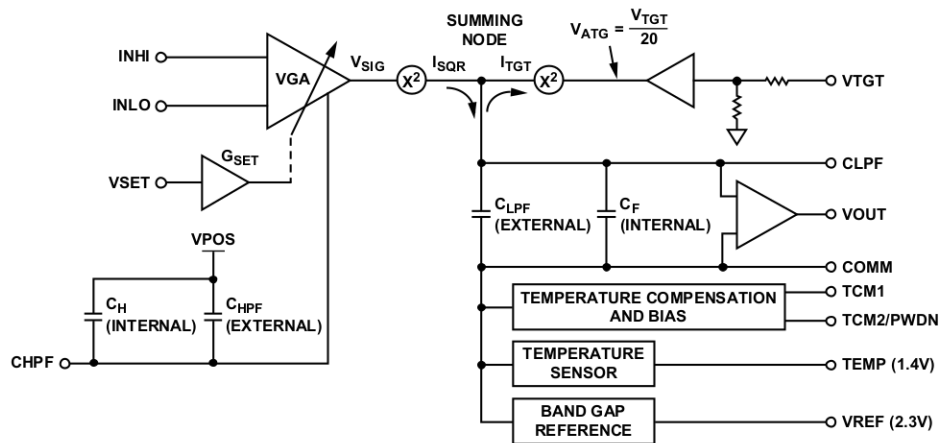 SUMMING
NODE
V_ATG = V_TGT
20
INHI
INLO
VGA
V_SIG
X²
I_SQR
I_TGT
X²
VTGT
G_SET
VSET
CLPF
C_LPF
(EXTERNAL)
C_F
(INTERNAL)
VOUT
VPOS
COMM
C_H
(INTERNAL)
C_HPF
(EXTERNAL)
TEMPERATURE COMPENSATION
AND BIAS
TCM1
TCM2/PWDN
CHPF
TEMPERATURE
SENSOR
TEMP (1.4V)
BAND GAP
REFERENCE
VREF (2.3V)